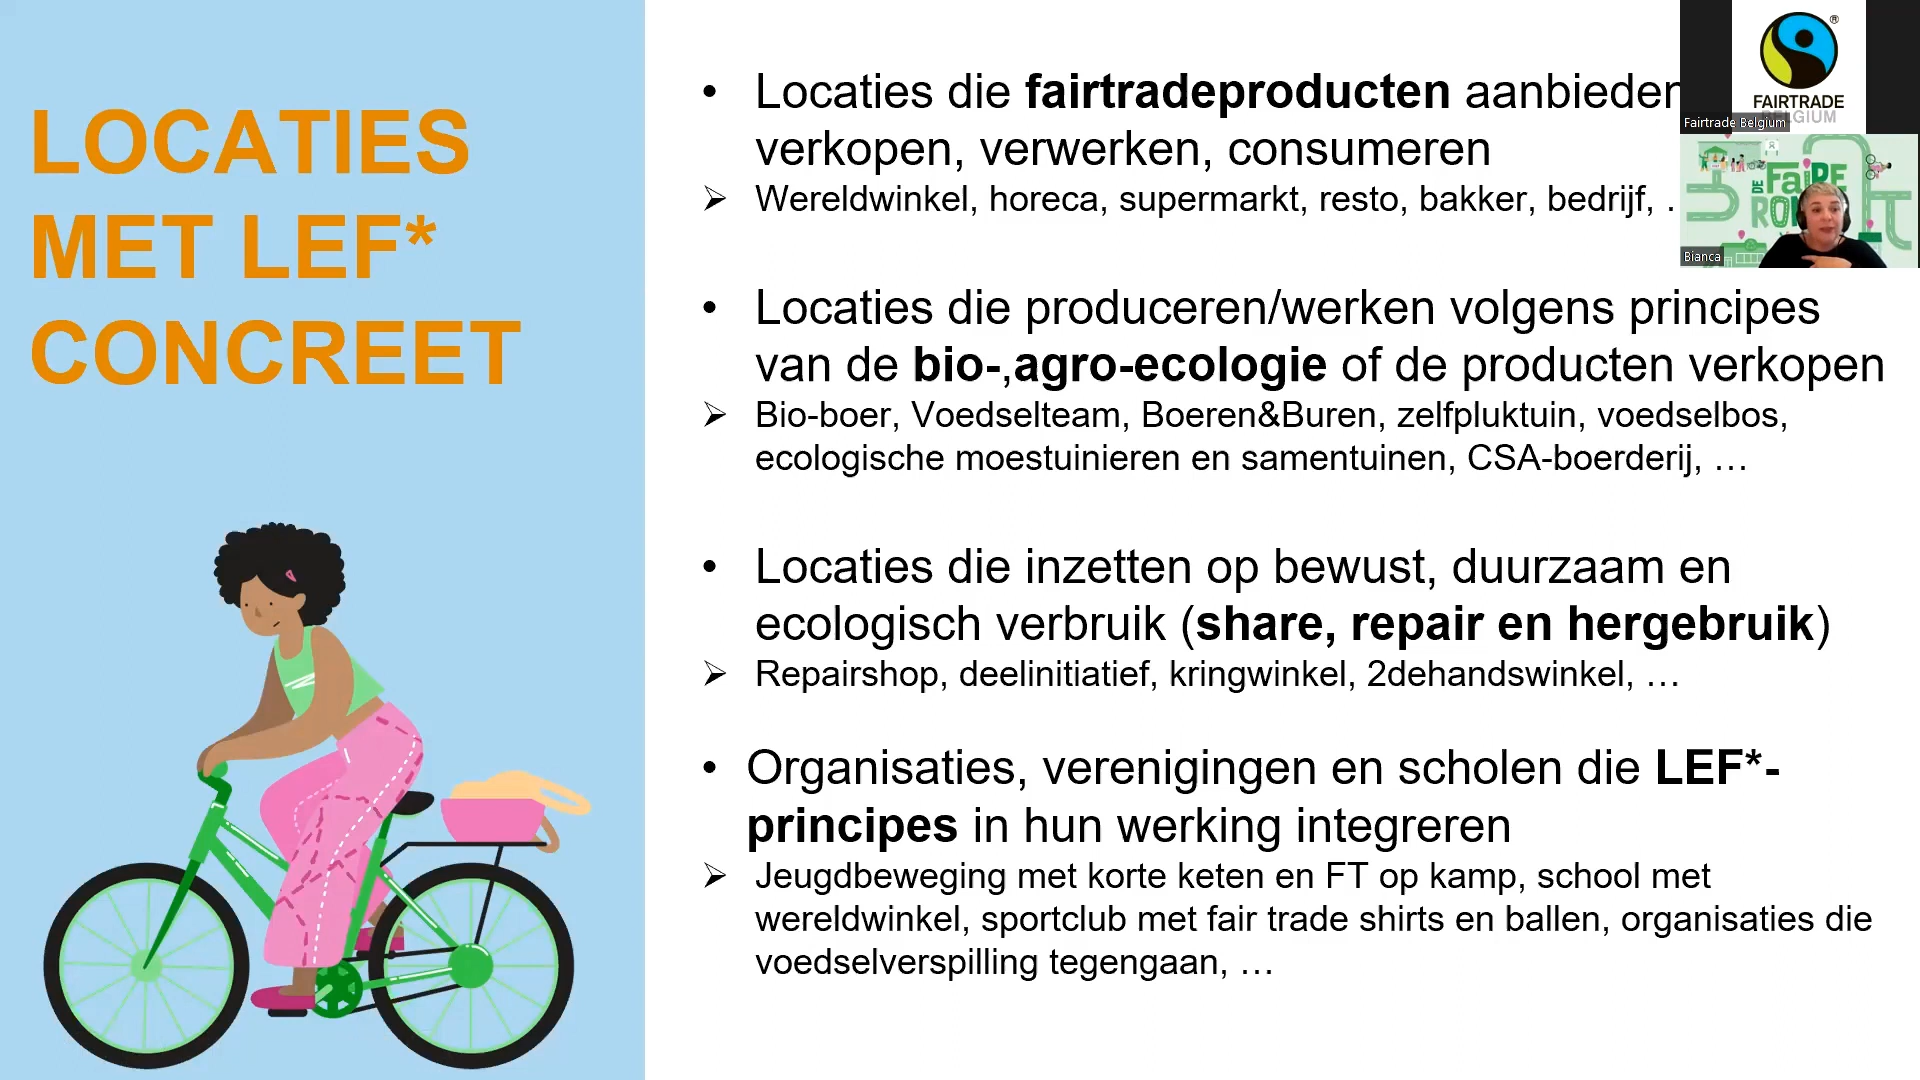 LOCATIES
MET LEF*
CONCREET
• Locaties die fairtradeproducten aanbieden
verkopen, verwerken, consumeren
➢ Wereldwinkel, horeca, supermarkt, resto, bakker, bedrijf, .
• Locaties die produceren/werken volgens principes
van de bio-,agro-ecologie of de producten verkopen
➢ Bio-boer, Voedselteam, Boeren&Buren, zelfpluktuin, voedselbos,
ecologische moestuinieren en samentuinen, CSA-boerderij, …
• Locaties die inzetten op bewust, duurzaam en
ecologisch verbruik (share, repair en hergebruik)
➢ Repairshop, deelinitiatief, kringwinkel, 2dehandswinkel, …
• Organisaties, verenigingen en scholen die LEF*-
principes in hun werking integreren
➢ Jeugdbeweging met korte keten en FT op kamp, school met
wereldwinkel, sportclub met fair trade shirts en ballen, organisaties die
voedselverspilling tegengaan, …
®
FAIRTRADE
BELGIUM
Fairtrade Belgium
DE FaiRE
Bianca